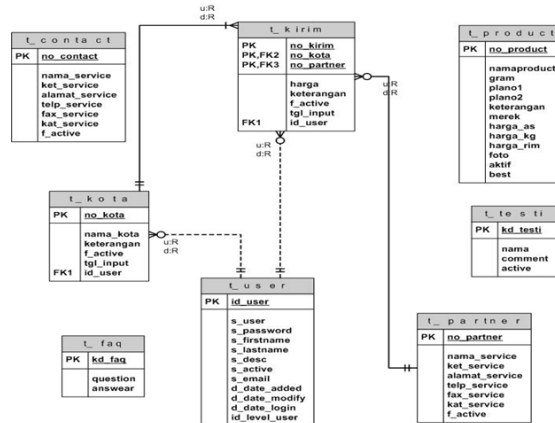 u:R
d:R
t_contact
PK no_contact
nama_service
ket_service
alamat_service
telp_service
fax_service
kat_service
f_active
t_kirim
PK no_kirim
PK,FK2 no_kota
PK,FK3 no_partner
harga
keterangan
f_active
tgl_input
FK1 id_user
u:R
d:R
u:R
d:R
t_product
PK no_product
namaproduct
gram
plano1
plano2
keterangan
merek
harga_as
harga_kg
harga_rim
foto
aktif
best
t_kota
PK no_kota
nama_kota
keterangan
f_active
tgl_input
FK1 id_user
u:R
d:R
t_testi
PK kd_testi
nama
comment
active
t_user
PK id_user
s_user
s_password
s_firstname
s_lastname
s_desc
s_active
s_email
d_date_added
d_date_modify
d_date_login
id_level_user
t_faq
PK kd_faq
question
answear
t_partner
PK no_partner
nama_service
ket_service
alamat_service
telp_service
fax_service
kat_service
f_active